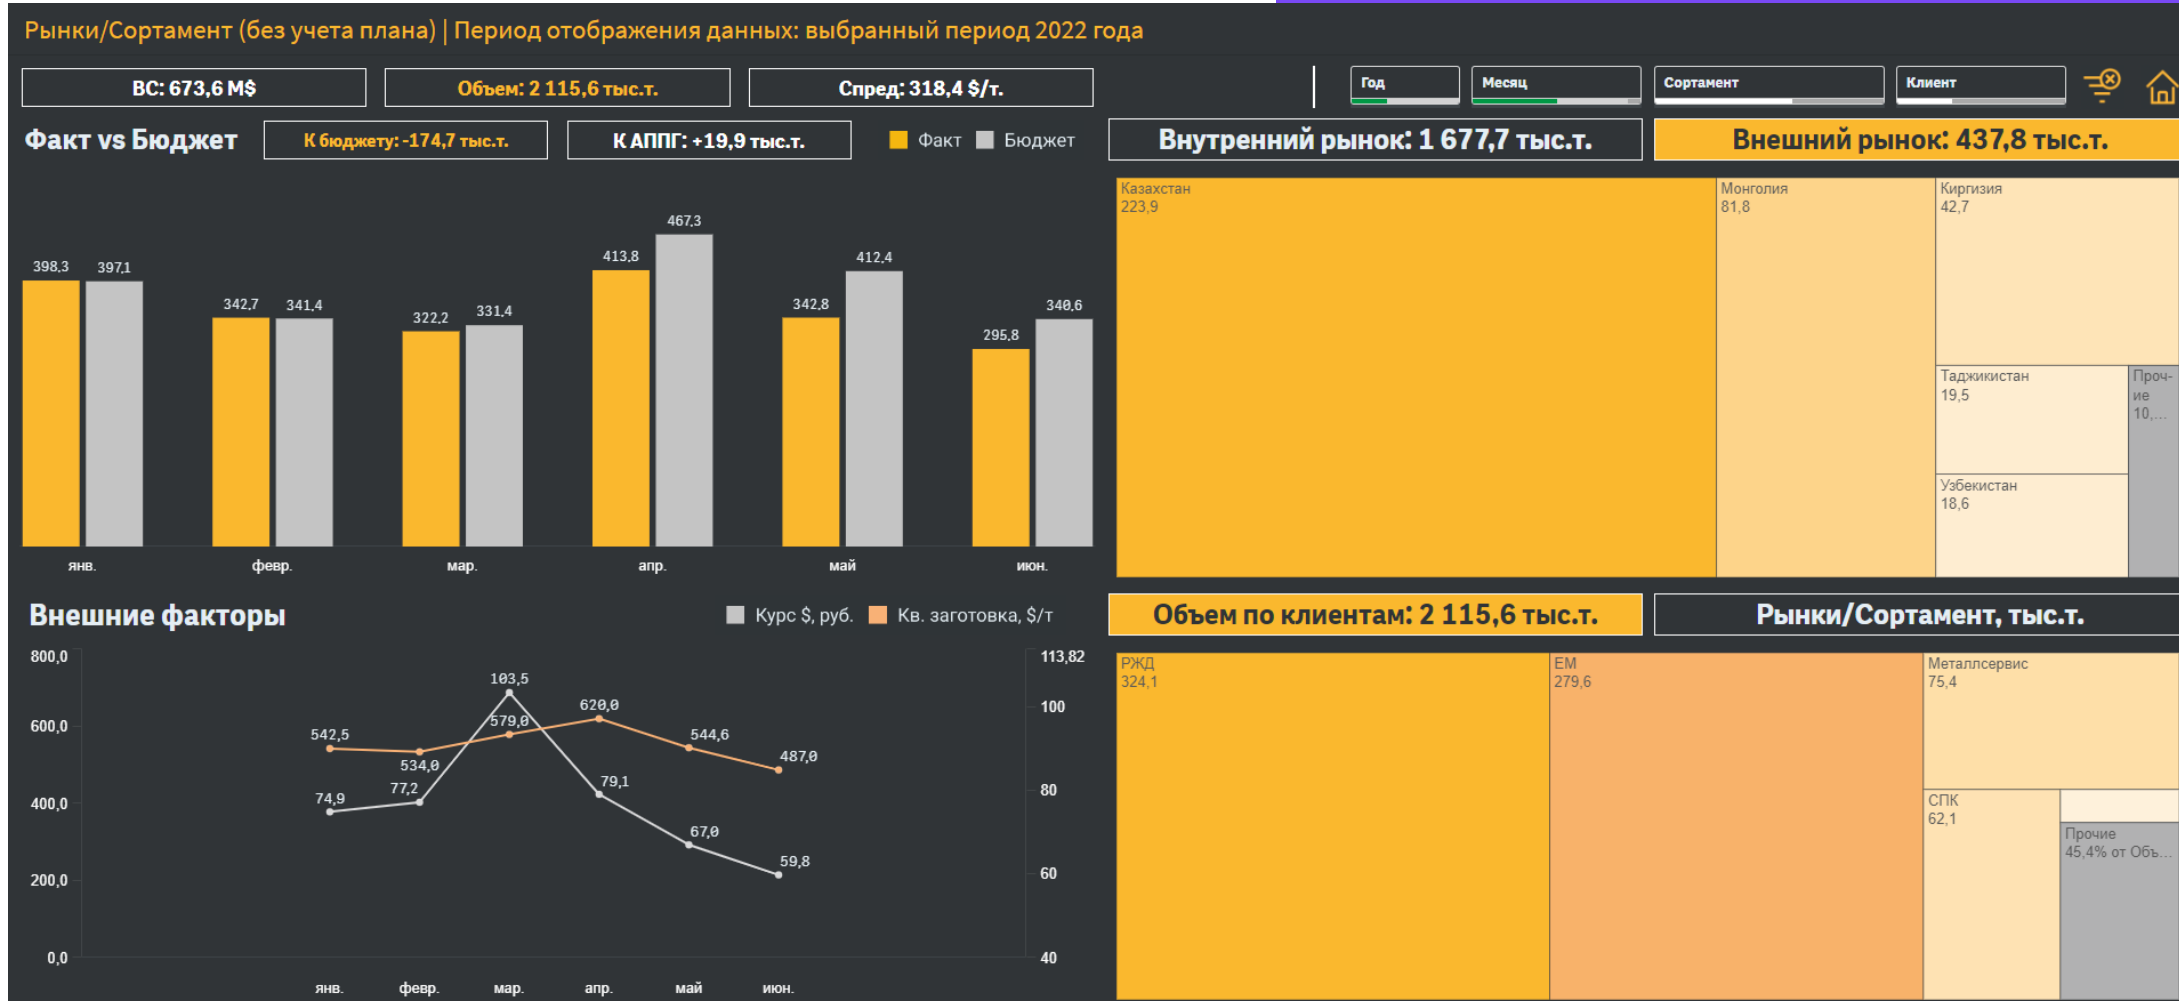 Рынки/Сортамент (без учета плана) | Период отображения данных: выбранный период 2022 года
ВС: 673,6 M$
Объем: 2 115,6 тыс.т.
Спред: 318,4 $/т.
Год
Месяц
Сортамент
Клиент
Факт vs Бюджет
К бюджету: -174,7 тыс.т.
К АППГ: +19,9 тыс.т.
Факт
Бюджет
398,3
397,1
342,7
341,4
322,2
331,4
413,8
467,3
342,8
412,4
295,8
340,6
янв.
февр.
мар.
апр.
май
июн.
Внутренний рынок: 1 677,7 тыс.т.
Внешний рынок: 437,8 тыс.т.
Казахстан
223,9
Монголия
81,8
Киргизия
42,7
Таджикистан
19,5
Проч-
ие
10,...
Узбекистан
18,6
Внешние факторы
Курс $, руб.
Кв. заготовка, $/т
800,0
600,0
400,0
200,0
0,0
113,82
100
80
60
40
542,5
534,0
579,0
620,0
544,6
487,0
74,9
77,2
103,5
79,1
67,0
59,8
янв.
февр.
мар.
апр.
май
июн.
Объем по клиентам: 2 115,6 тыс.т.
Рынки/Сортамент, тыс.т.
РЖД
324,1
ЕМ
279,6
Металлсервис
75,4
СПК
62,1
Прочие
45,4% от Объ...